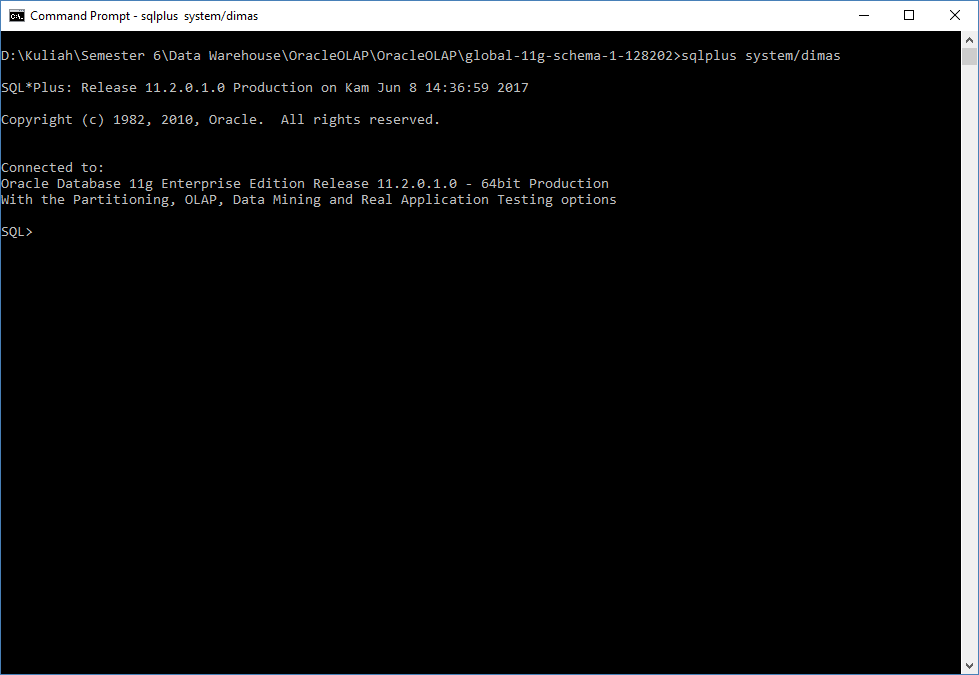 Command Prompt - sqlplus  system/dimas
D:\Kuliah\Semester 6\Data Warehouse\OracleOLAP\OracleOLAP\global-11g-schema-1-128202>sqlplus system/dimas
SQL*Plus: Release 11.2.0.1.0 Production on Kam Jun 8 14:36:59 2017
Copyright (c) 1982, 2010, Oracle.  All rights reserved.
Connected to:
Oracle Database 11g Enterprise Edition Release 11.2.0.1.0 - 64bit Production
With the Partitioning, OLAP, Data Mining and Real Application Testing options
SQL>